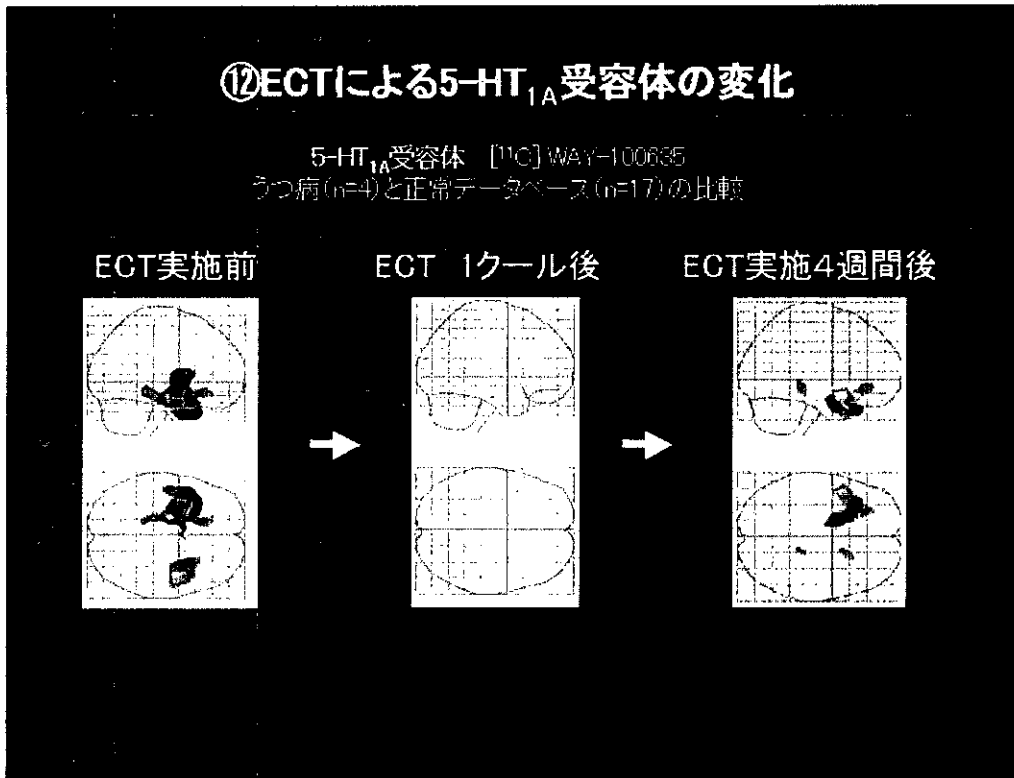 ⑫ECTによる5-HT1A受容体の変化
5-HT1A受容体 [11C] WAY-100635
うつ病(n=4)と正常データベース(n=17)の比較
ECT実施前
ECT 1クール後
ECT実施4週間後